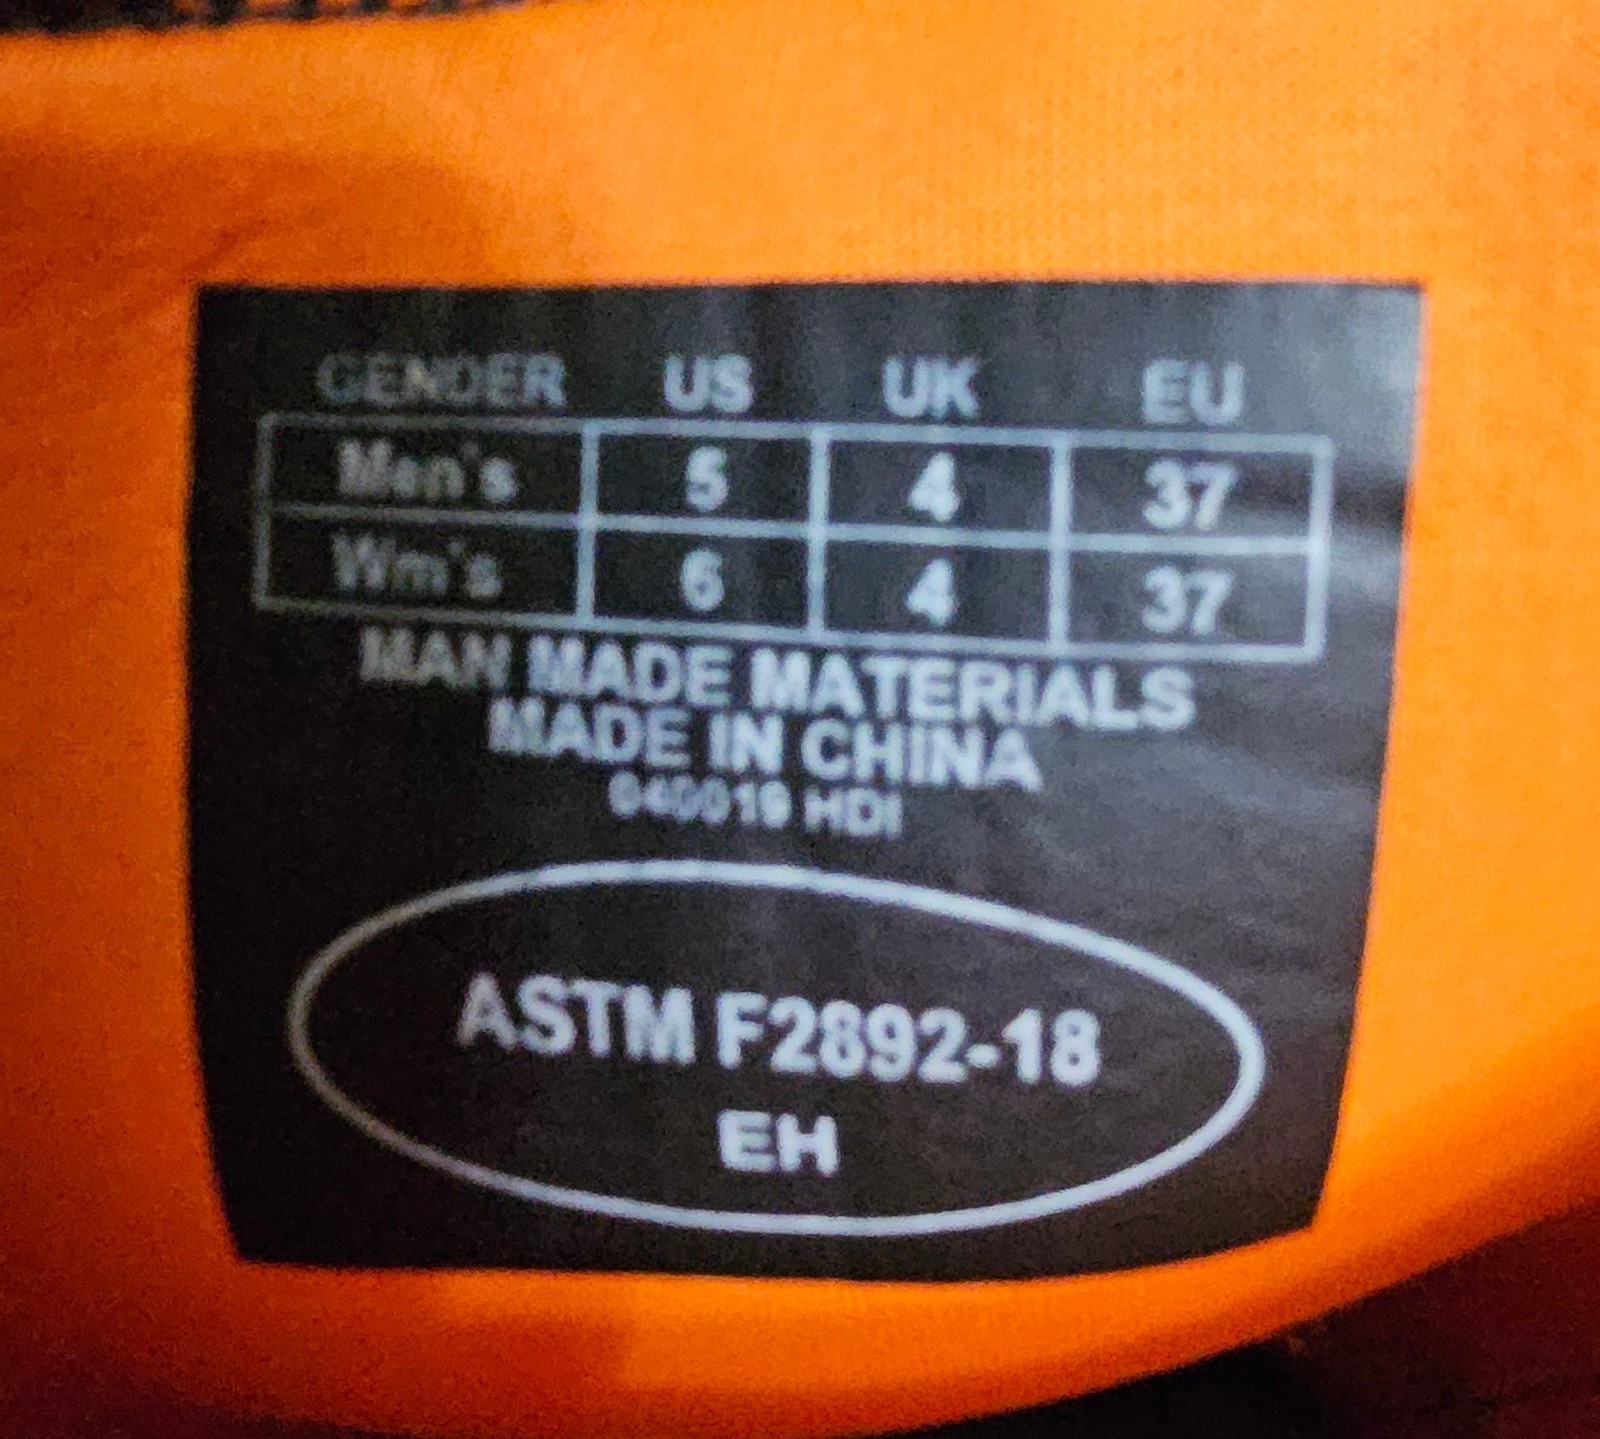 GENDER US UK EU
Men's 5 4 37
Wm's 6 4 37
MAN MADE MATERIALS
MADE IN CHINA
HDI
ASTM F2892-18
EH